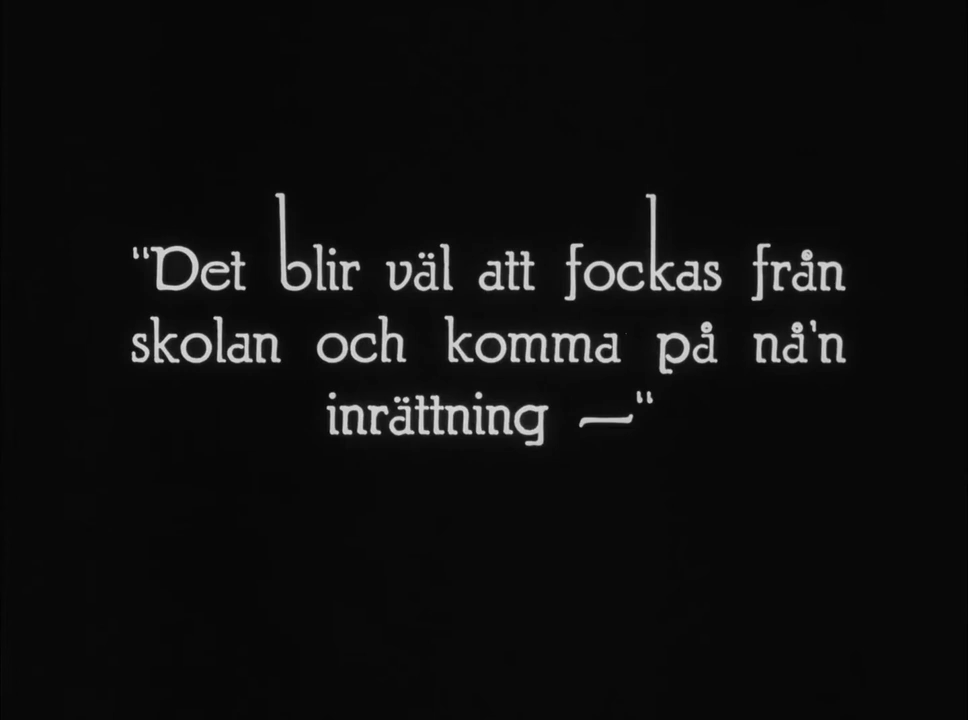 "Det blir väl att fockas från
skolan och komma på nå'n
inrättning —"